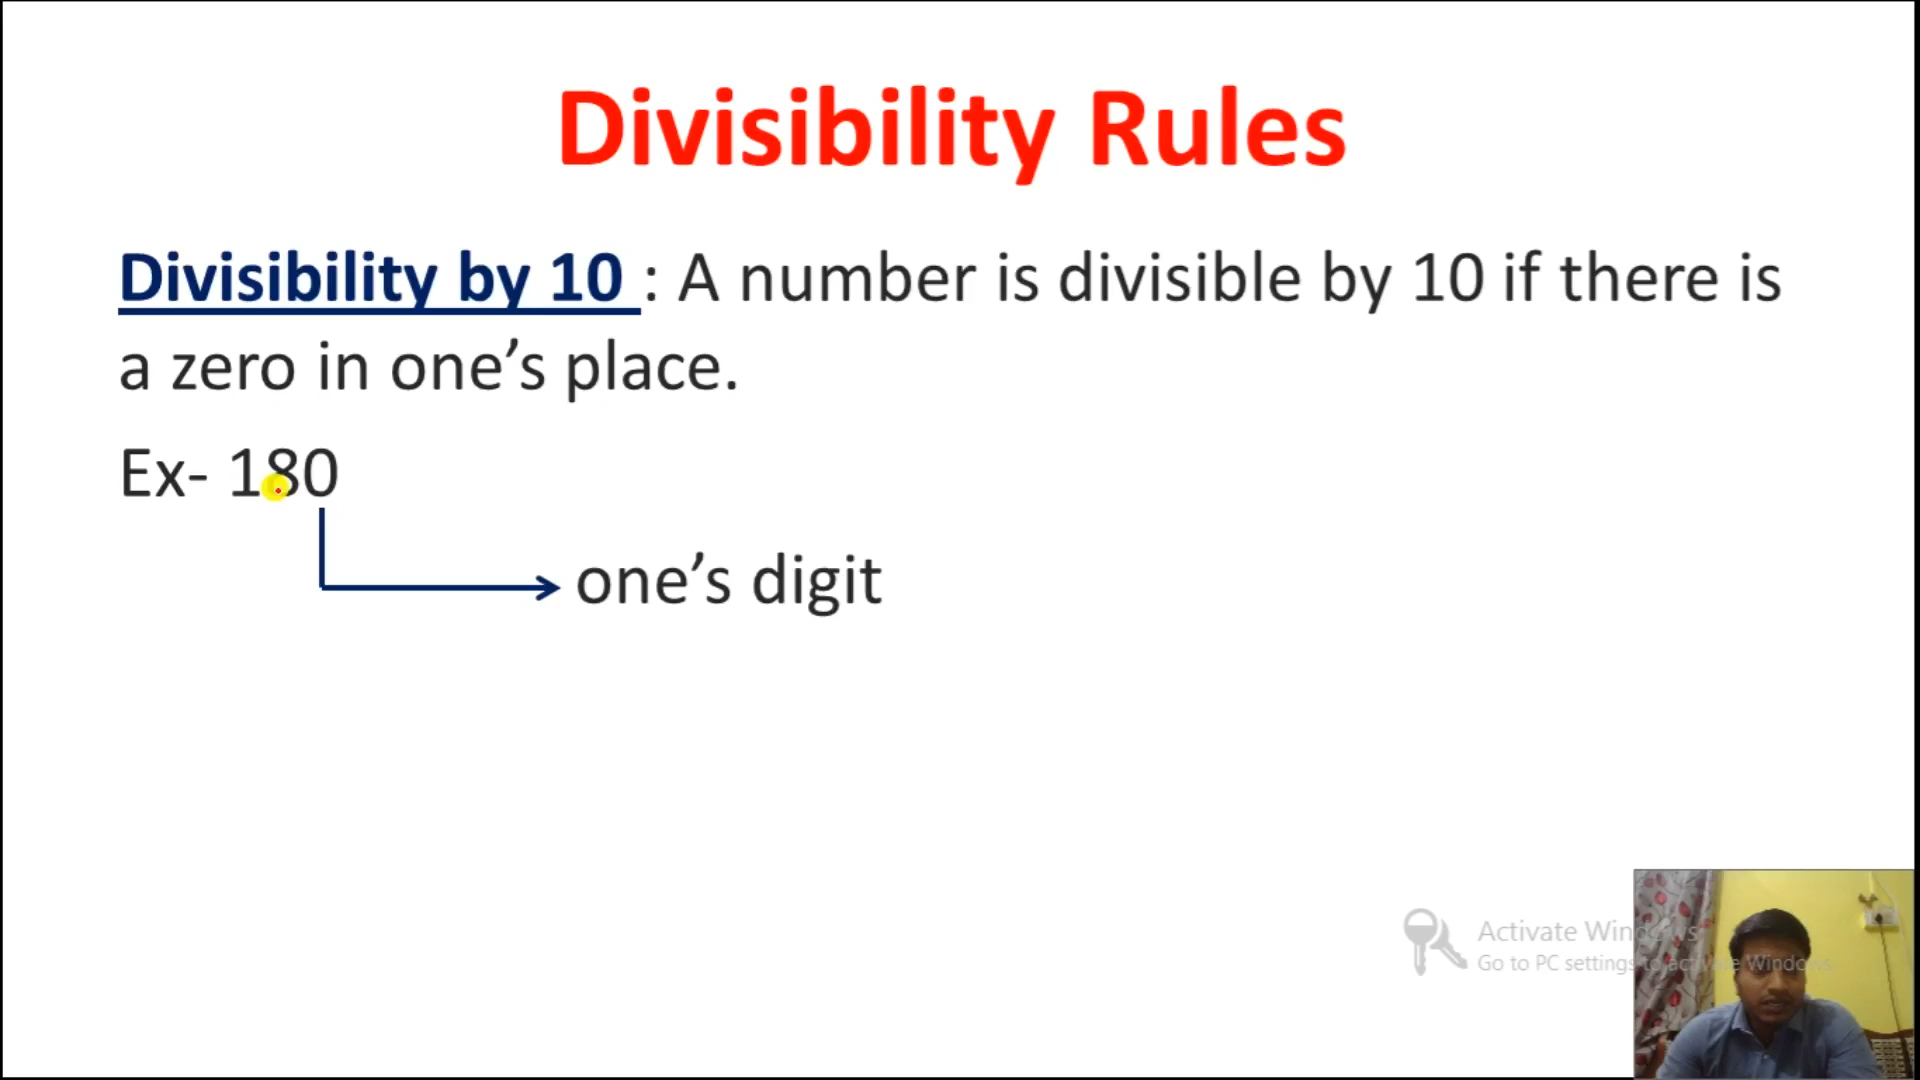 Divisibility Rules
Divisibility by 10 : A number is divisible by 10 if there is
a zero in one’s place.
Ex- 180
one’s digit
Activate Windows
Go to PC settings to activate Windows.